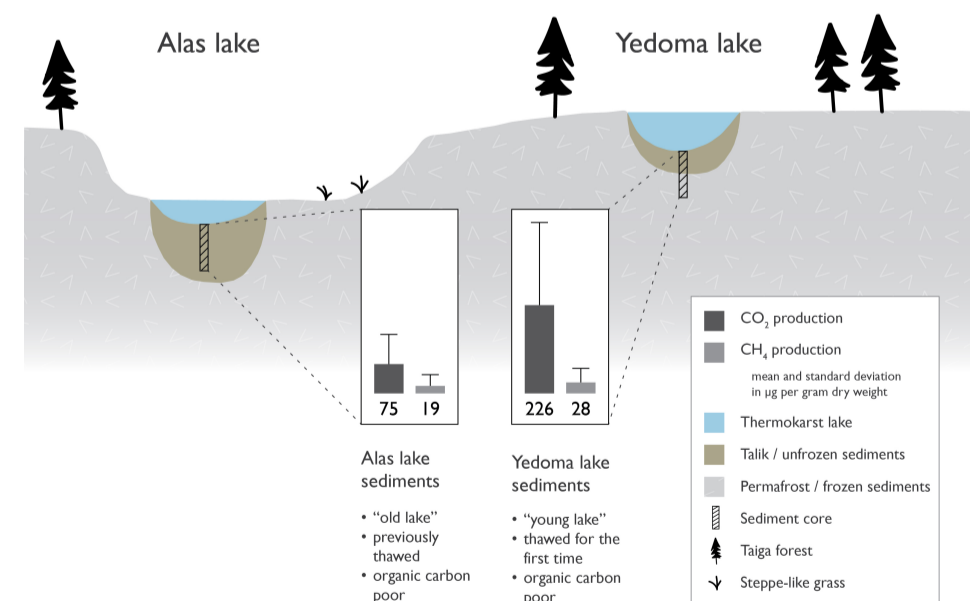 Alas lake
Yedoma lake
75 19
226 28
Alas lake
sediments
• “old lake”
• previously
thawed
• organic carbon
poor
Yedoma lake
sediments
• “young lake”
• thawed for the
first time
• organic carbon
poor
CO₂ production
CH₄ production
mean and standard deviation
in µg per gram dry weight
Thermokarst lake
Talik / unfrozen sediments
Permafrost / frozen sediments
Sediment core
Taiga forest
Steppe-like grass